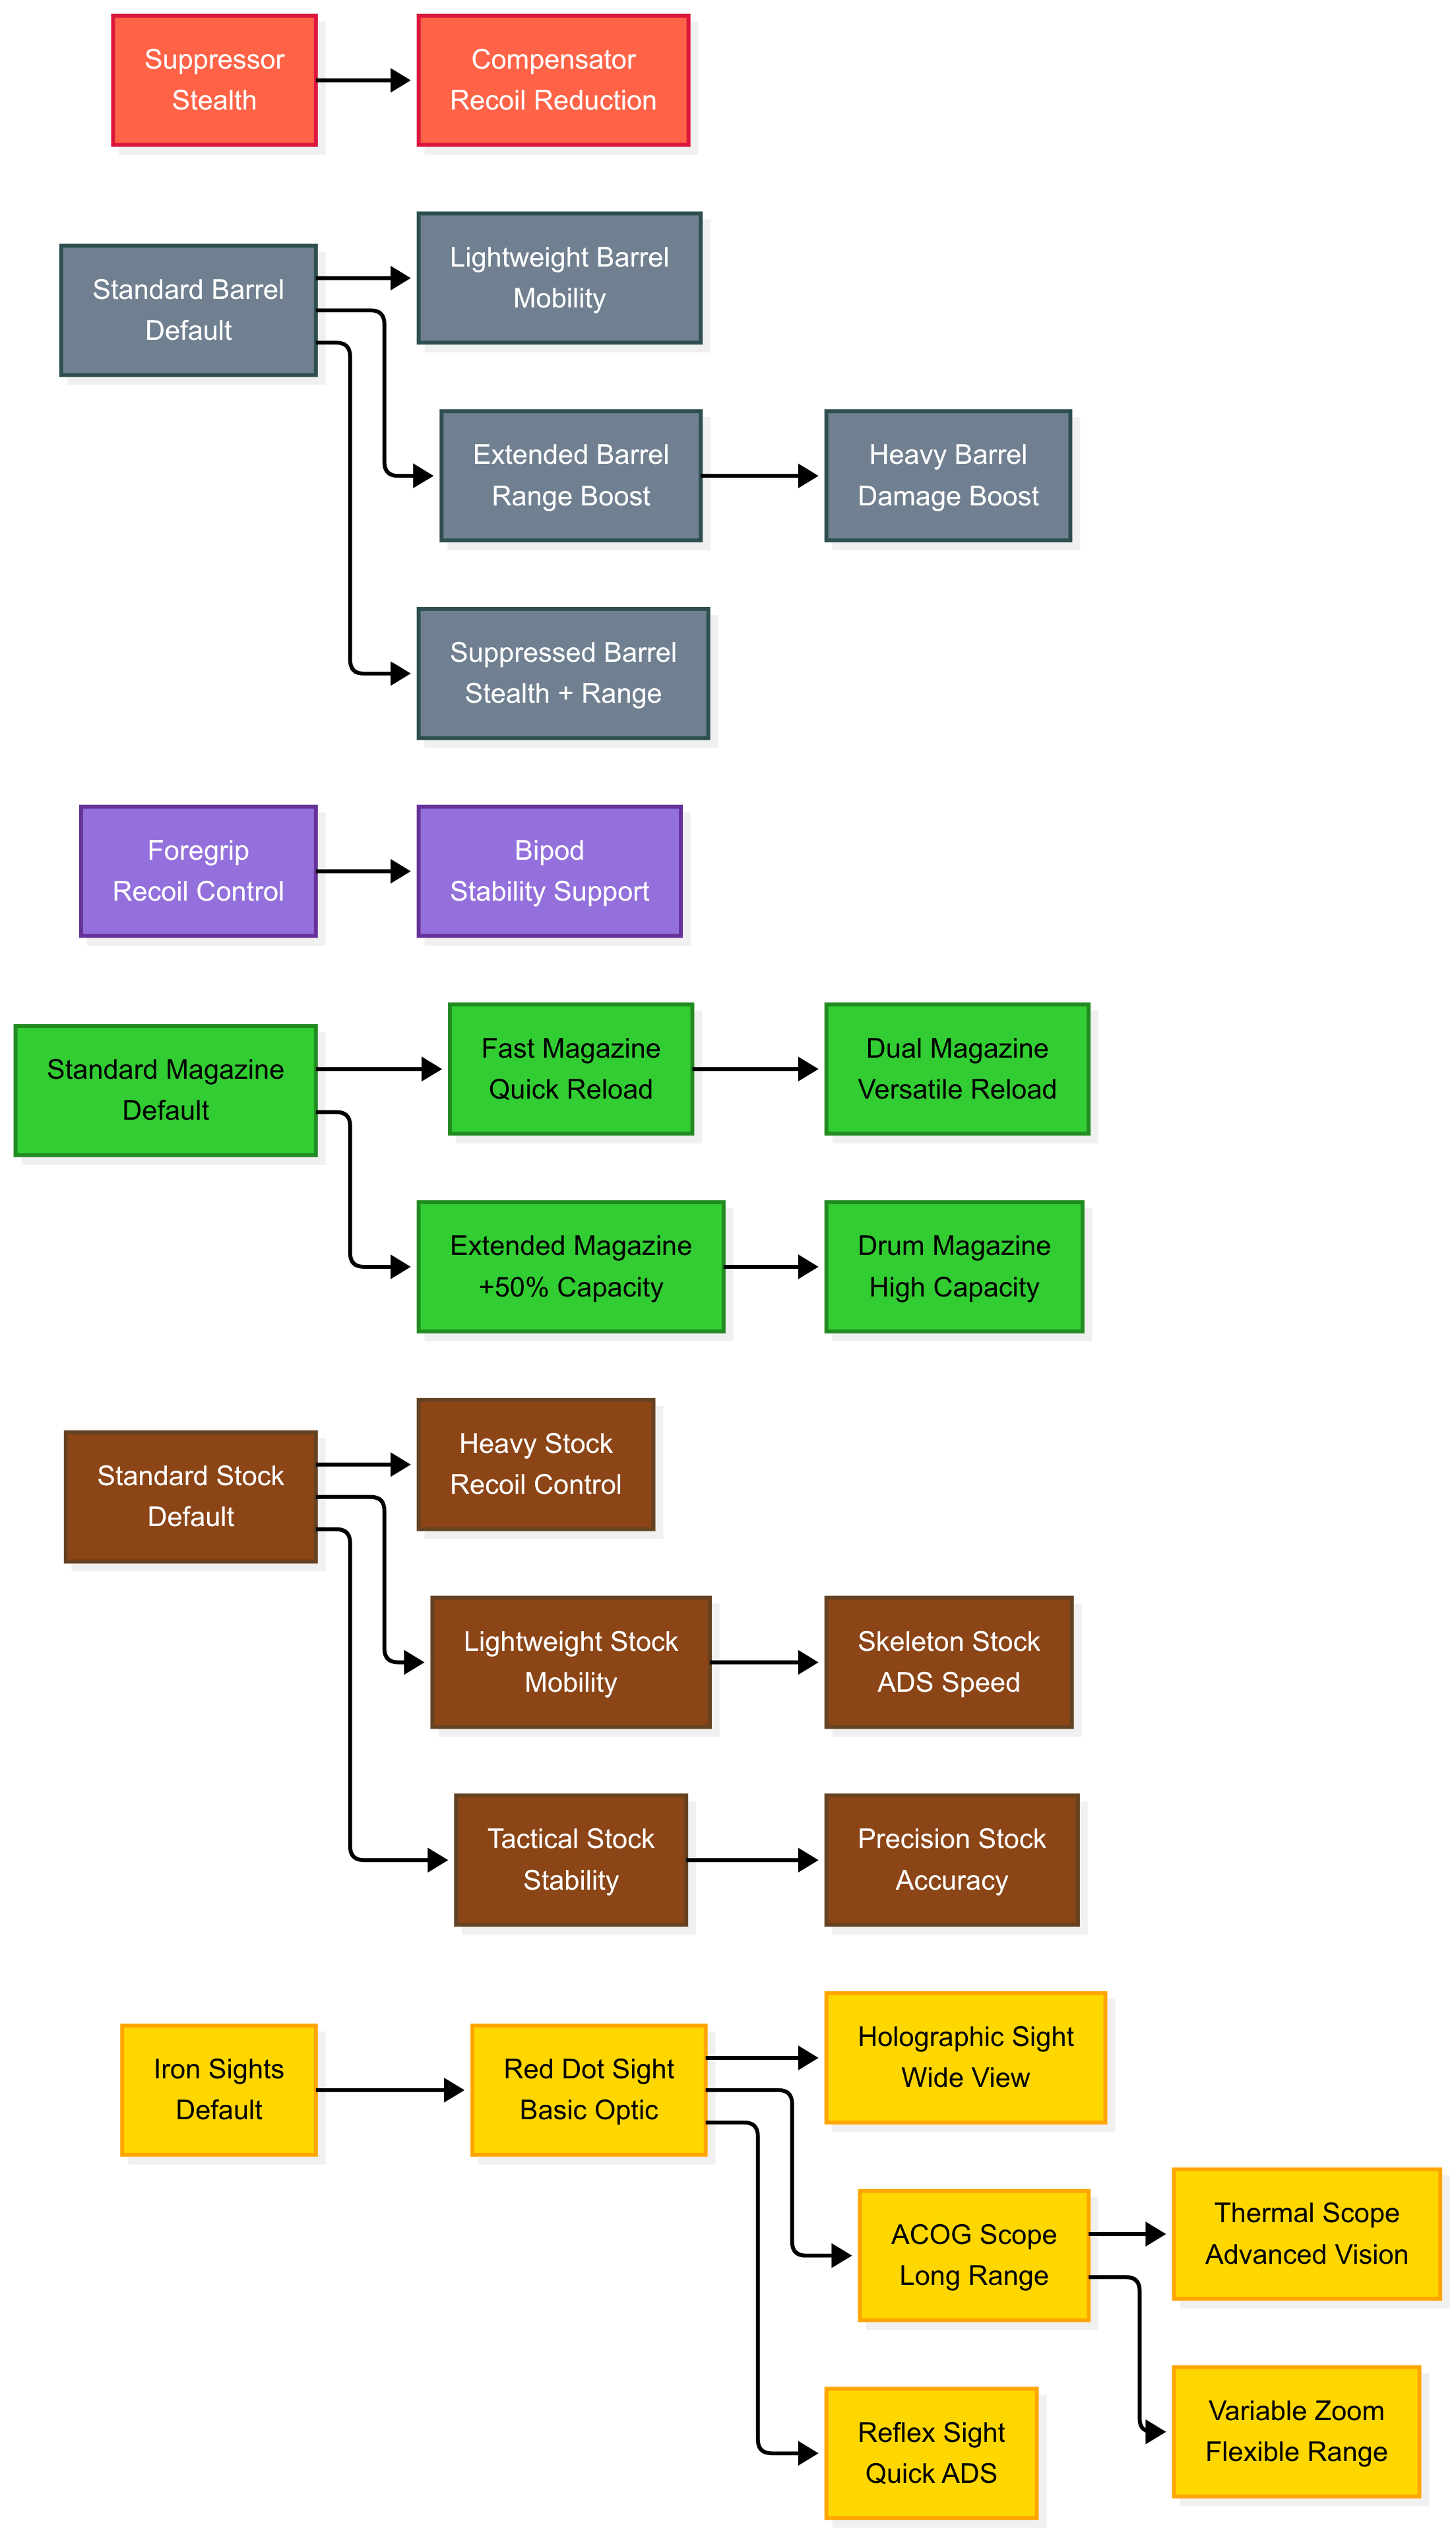 Suppressor
Stealth
Compensator
Recoil Reduction
Standard Barrel
Default
Lightweight Barrel
Mobility
Extended Barrel
Range Boost
Heavy Barrel
Damage Boost
Suppressed Barrel
Stealth + Range
Foregrip
Recoil Control
Bipod
Stability Support
Standard Magazine
Default
Fast Magazine
Quick Reload
Dual Magazine
Versatile Reload
Extended Magazine
+50% Capacity
Drum Magazine
High Capacity
Standard Stock
Default
Heavy Stock
Recoil Control
Lightweight Stock
Mobility
Skeleton Stock
ADS Speed
Tactical Stock
Stability
Precision Stock
Accuracy
Iron Sights
Default
Red Dot Sight
Basic Optic
Holographic Sight
Wide View
ACOG Scope
Long Range
Thermal Scope
Advanced Vision
Variable Zoom
Flexible Range
Reflex Sight
Quick ADS